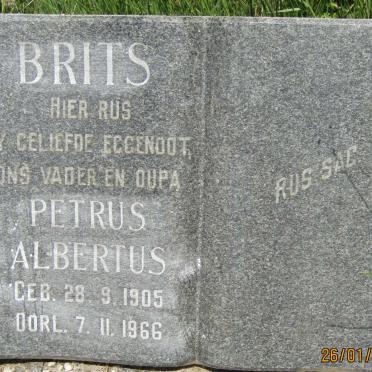 BRITS
HIER RUS
GELIEFDE EGGENOOT,
ONS VADER EN OUPA
PETRUS
ALBERTUS
GEB. 28. 9. 1905
OORL. 7. 11. 1966
RUS SAG
26/01/